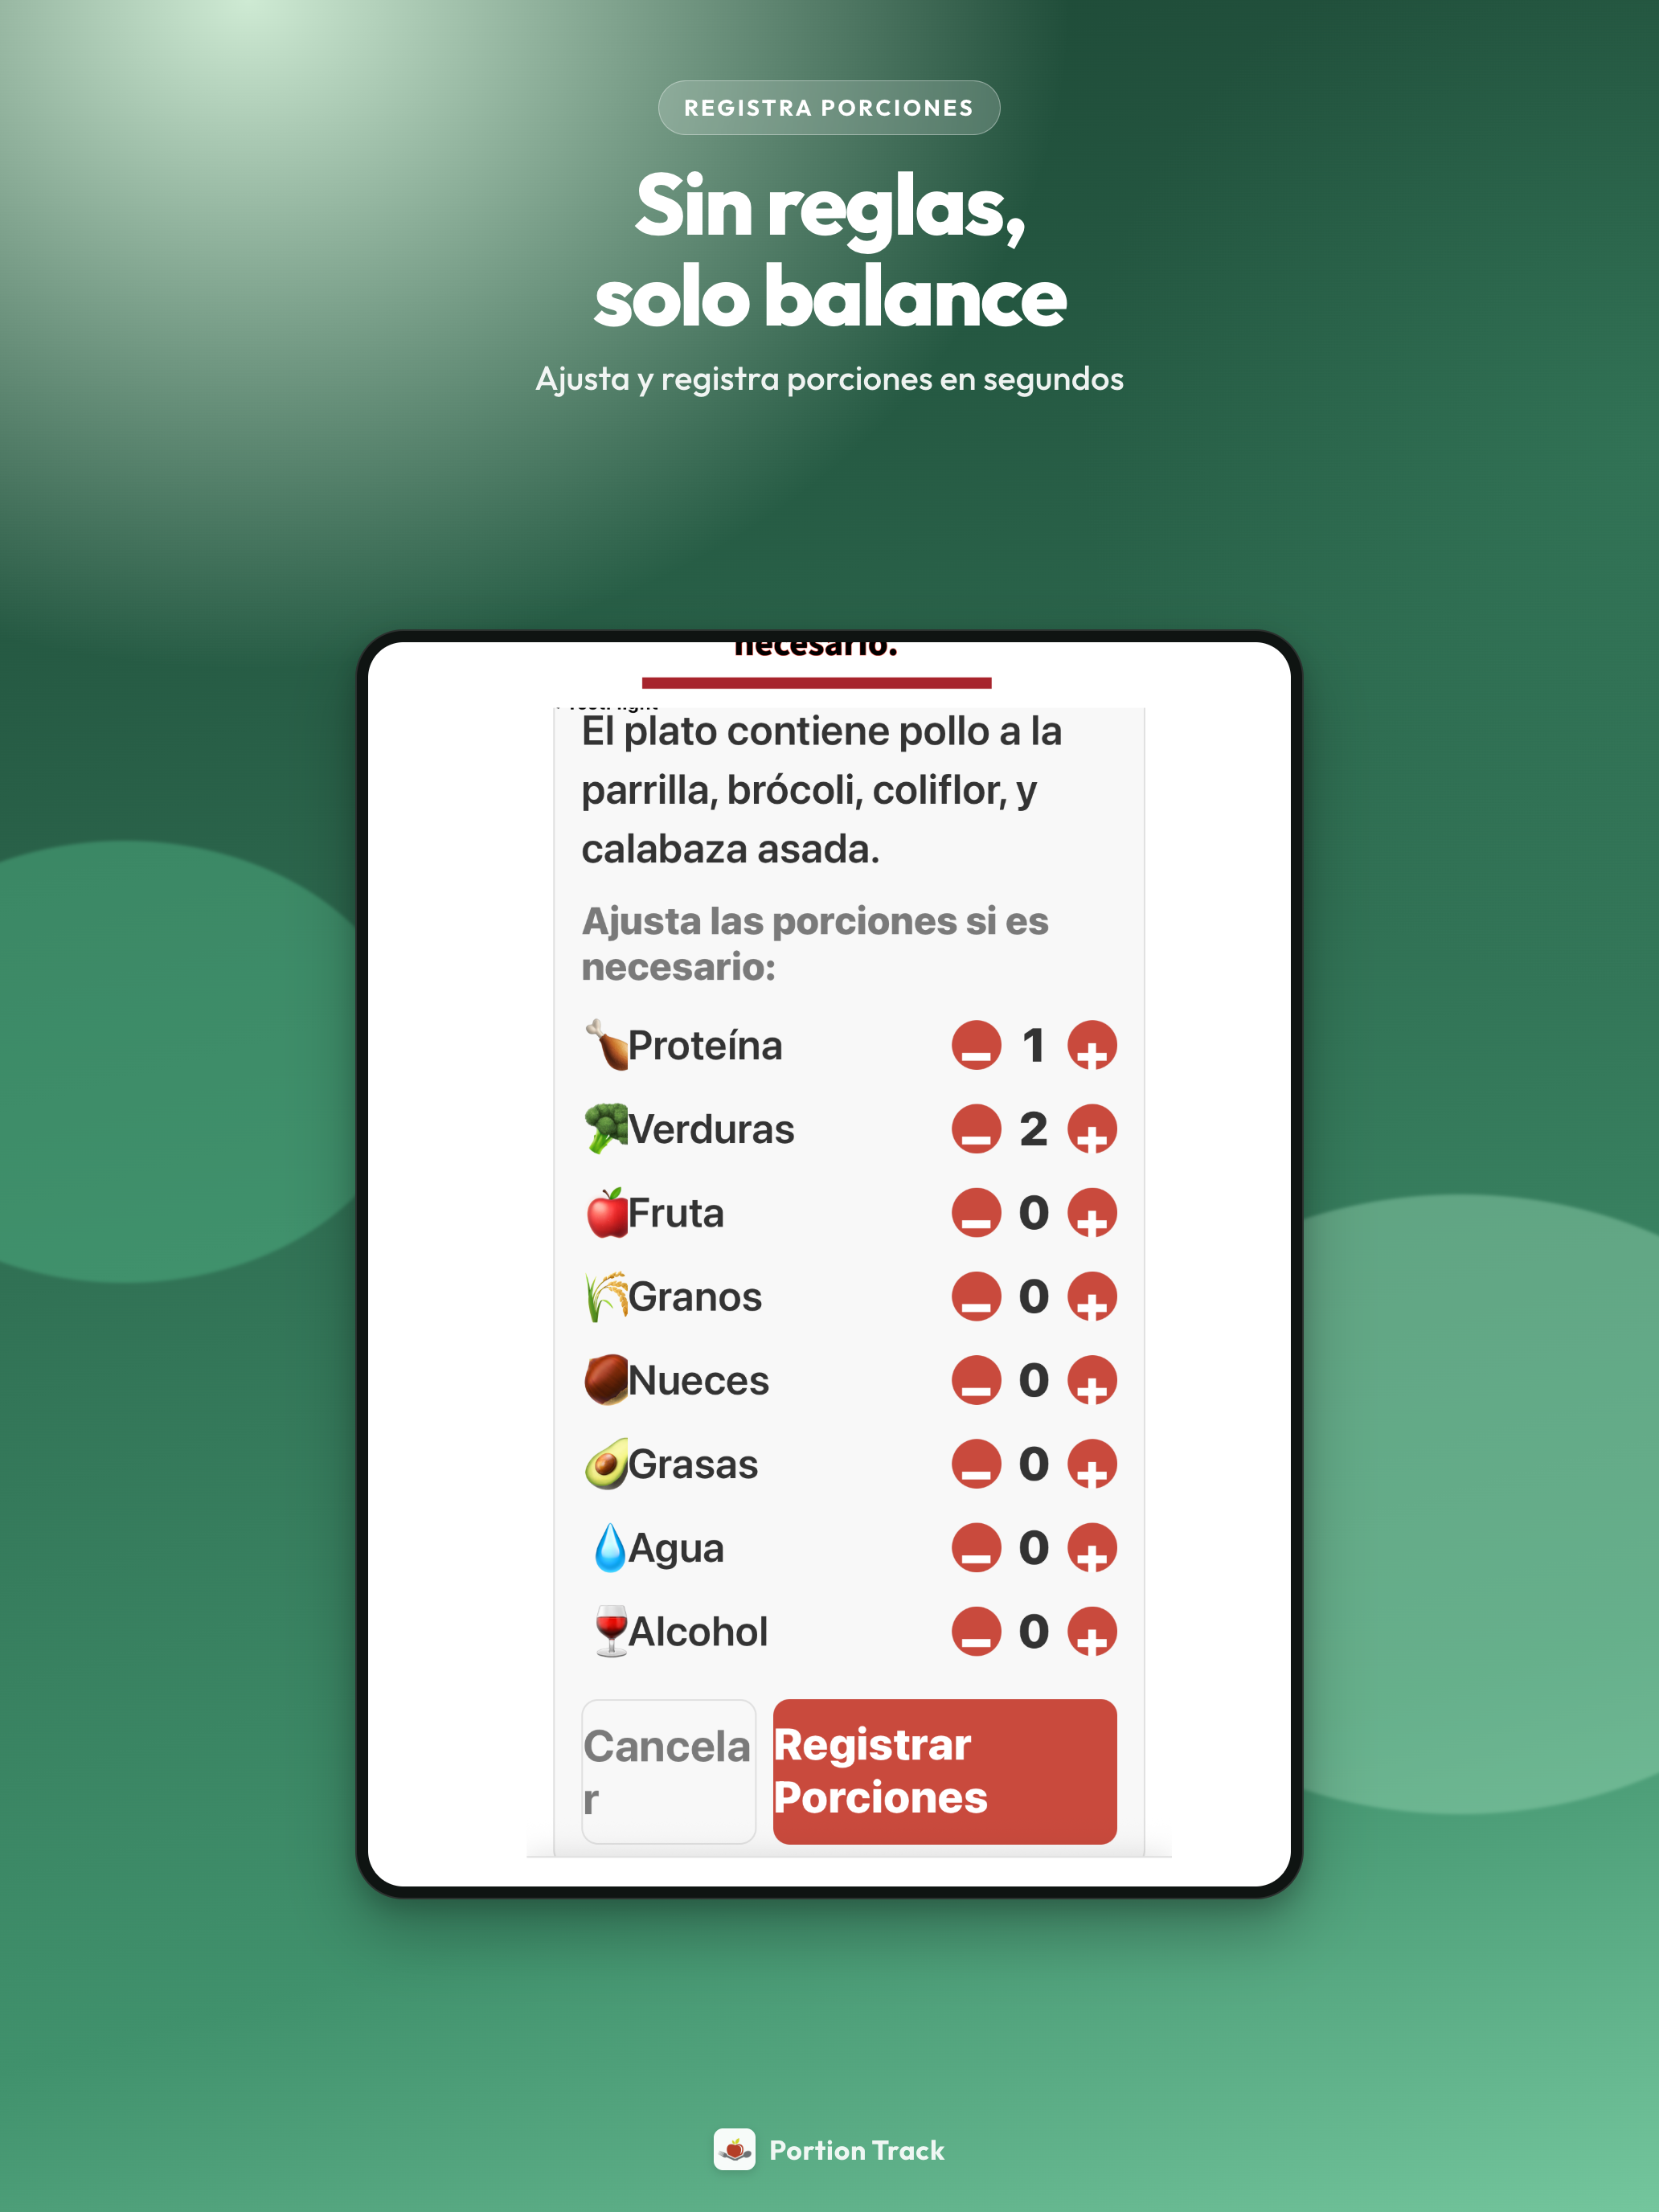 REGISTRA PORCIONES
Sin reglas,
solo balance
Ajusta y registra porciones en segundos
necesario.
El plato contiene pollo a la
parrilla, brócoli, coliflor, y
calabaza asada.
Ajusta las porciones si es
necesario:
Proteína 1
Verduras 2
Fruta 0
Granos 0
Nueces 0
Grasas 0
Agua 0
Alcohol 0
Cancela
r
Registrar
Porciones
Portion Track